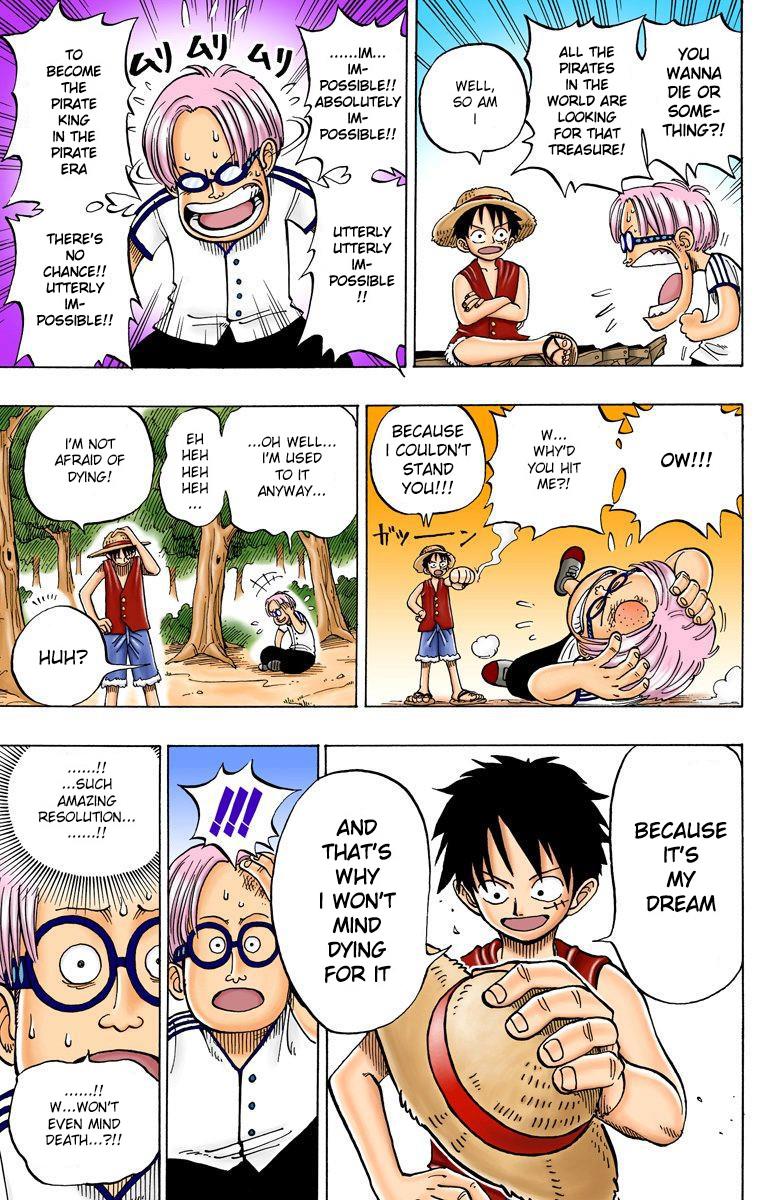 YOU
WANNA
DIE OR
SOME-
THING?!
ALL THE
PIRATES
IN THE
WORLD ARE
LOOKING
FOR THAT
TREASURE!
WELL,
SO AM
I
......IM...
IM-
POSSIBLE!!
ABSOLUTELY
IM-
POSSIBLE!!
ムリ ムリ ムリ
TO
BECOME
THE
PIRATE
KING
IN THE
PIRATE
ERA
UTTERLY
UTTERLY
IM-
POSSIBLE
!!
THERE'S
NO
CHANCE!!
UTTERLY
IM-
POSSIBLE!!
OW!!!
W...
WHY'D
YOU HIT
ME?!
BECAUSE
I COULDN'T
STAND
YOU!!!
ガツーーン
...OH WELL...
I'M USED
TO IT
ANYWAY...
EH
HEH
HEH
HEH
...
I'M NOT
AFRAID OF
DYING!
HUH?
BECAUSE
IT'S
MY
DREAM
AND
THAT'S
WHY
I WON'T
MIND
DYING
FOR IT
!!!
......!!
...SUCH
AMAZING
RESOLUTION...
......!!
......!!
W...WON'T
EVEN MIND
DEATH...?!!